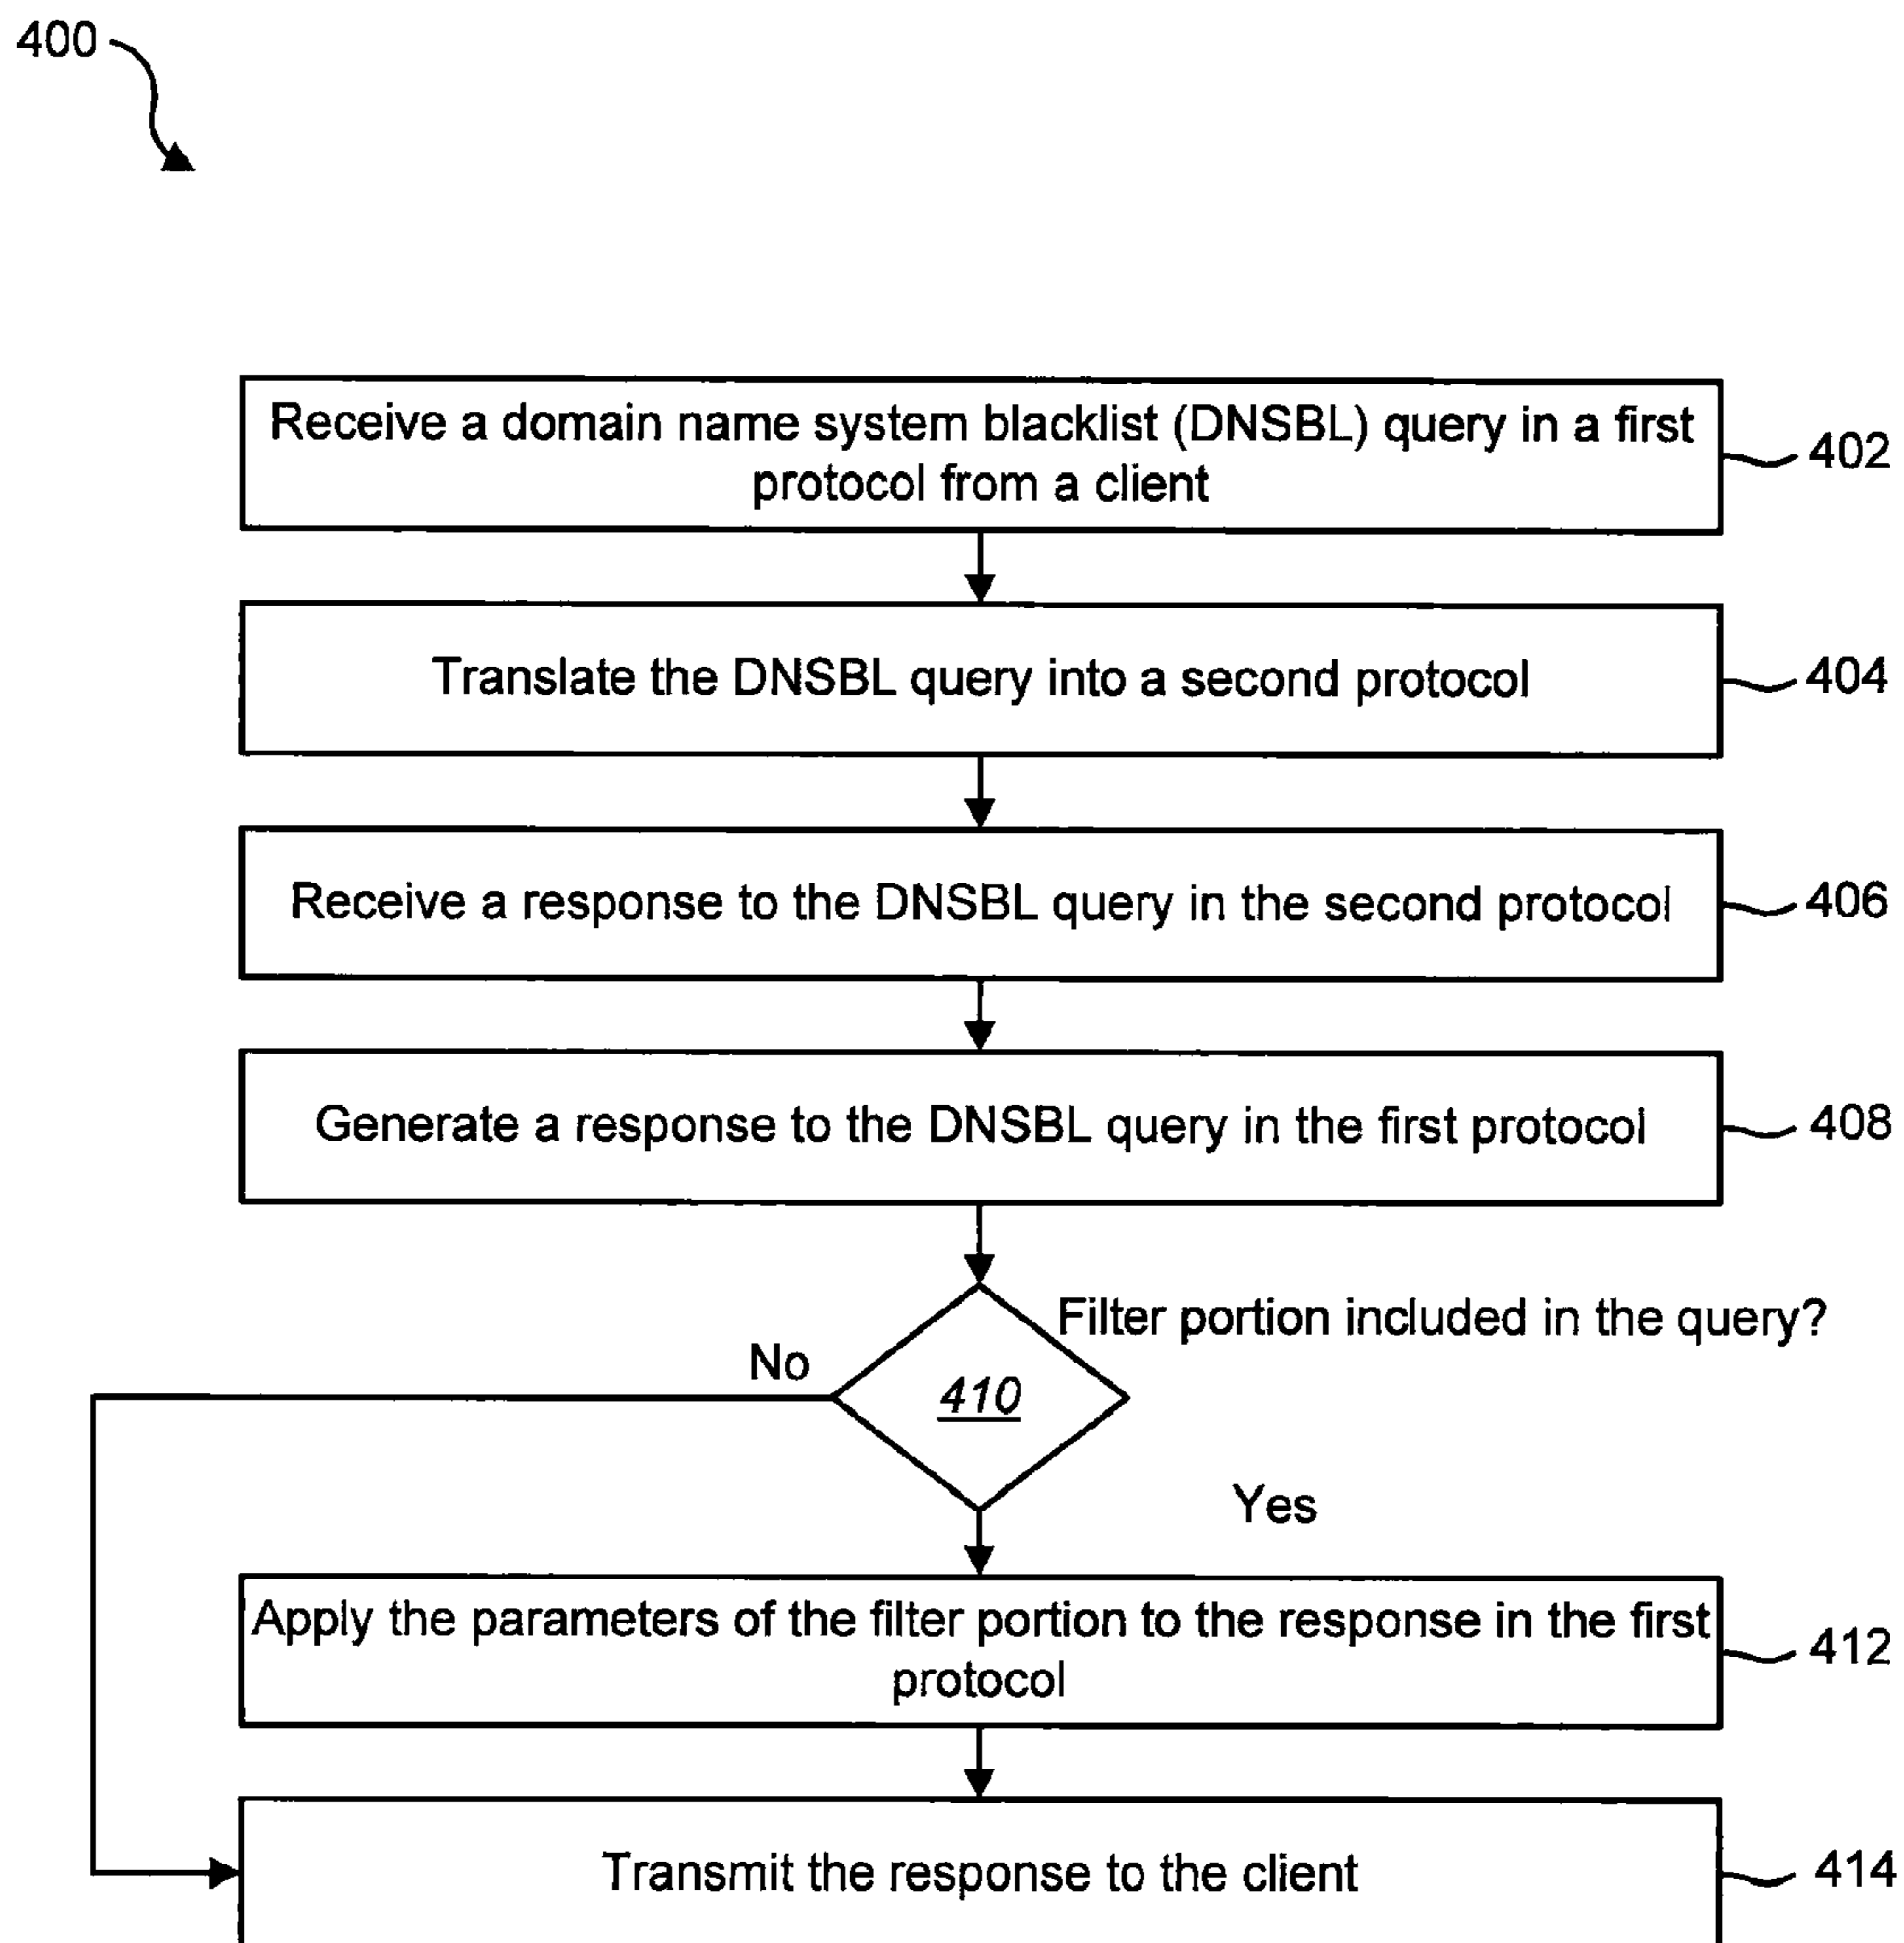 400
Receive a domain name system blacklist (DNSBL) query in a first
protocol from a client
402
Translate the DNSBL query into a second protocol
404
Receive a response to the DNSBL query in the second protocol
406
Generate a response to the DNSBL query in the first protocol
408
Filter portion included in the query?
No
410
Yes
Apply the parameters of the filter portion to the response in the first
protocol
412
Transmit the response to the client
414